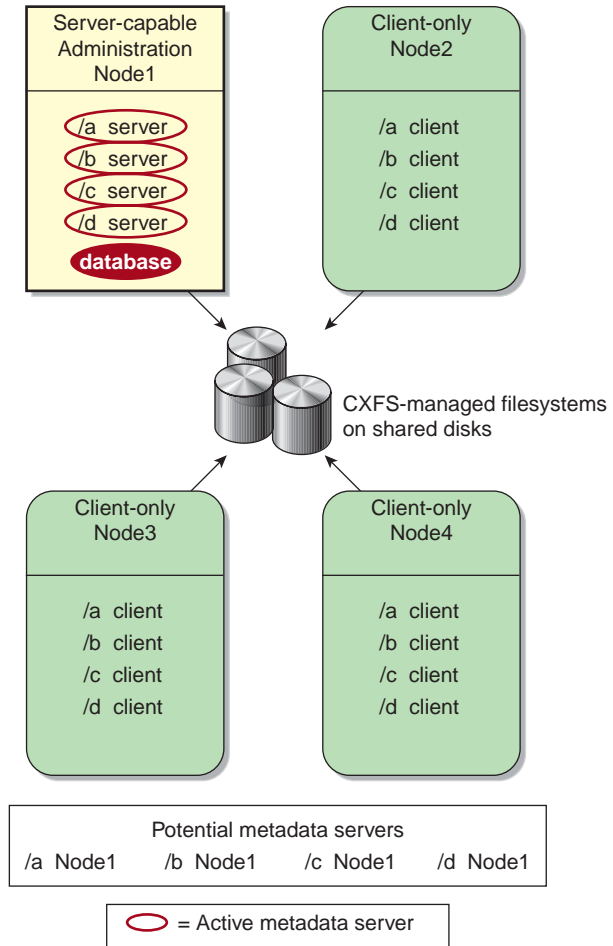 Server-capable
Administration
Node1
/a server
/b server
/c server
/d server
database
Client-only
Node2
/a client
/b client
/c client
/d client
CXFS-managed filesystems
on shared disks
Client-only
Node3
/a client
/b client
/c client
/d client
Client-only
Node4
/a client
/b client
/c client
/d client
Potential metadata servers
/a Node1 /b Node1 /c Node1 /d Node1
= Active metadata server